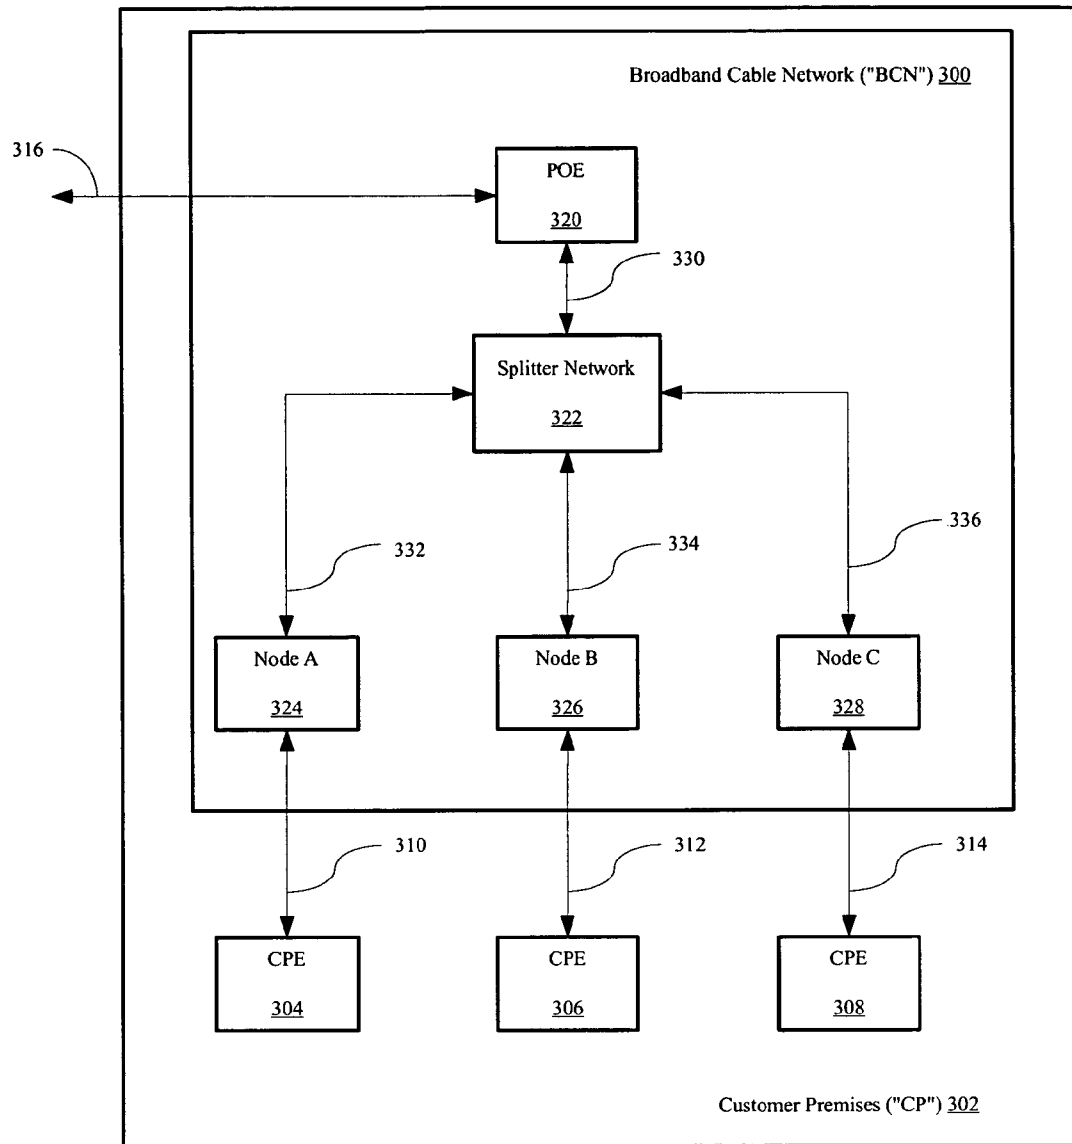 Broadband Cable Network ("BCN") 300
316
POE
320
330
Splitter Network
322
332
334
336
Node A
324
Node B
326
Node C
328
310
312
314
CPE
304
CPE
306
CPE
308
Customer Premises ("CP") 302